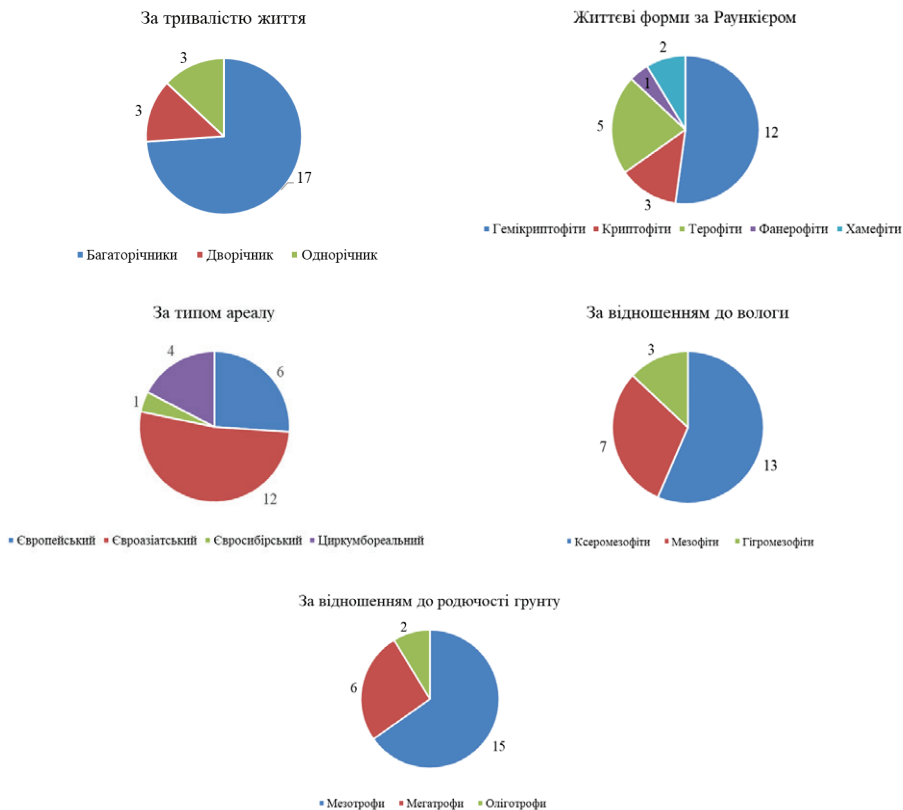 За тривалістю життя
3
3
17
Багаторічники Дворічник Однорічник
Життєві форми за Раункієром
2
1
5
12
3
Гемікриптофіти Криптофіти Терофіти Фанерофіти Хамефіти
За типом ареалу
4
6
1
12
Європейський Євроазіатський Євросибірський Циркумбореальний
За відношенням до вологи
3
7
13
Ксеромезофіти Мезофіти Гігромезофіти
За відношенням до родючості грунту
2
6
15
Мезотрофи Мегатрофи Оліготрофи